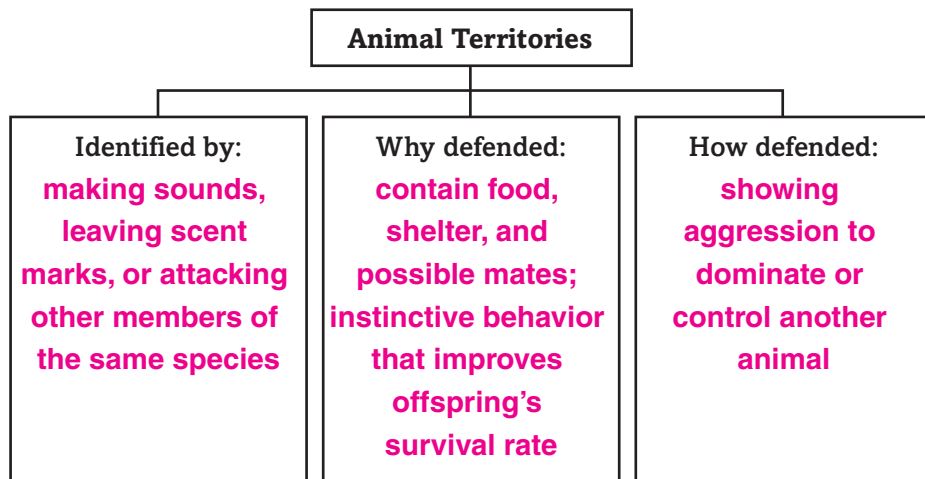 Animal Territories
Identified by:
making sounds,
leaving scent
marks, or attacking
other members of
the same species
Why defended:
contain food,
shelter, and
possible mates;
instinctive behavior
that improves
offspring’s
survival rate
How defended:
showing
aggression to
dominate or
control another
animal